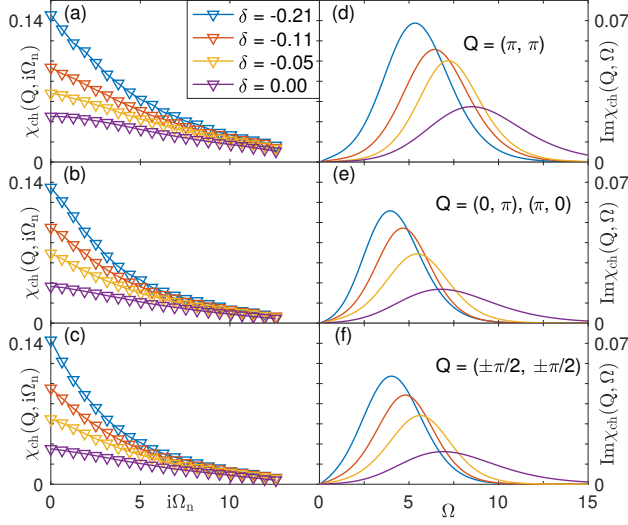 0.14
(a)
δ = -0.21
δ = -0.11
δ = -0.05
δ = 0.00
χch(Q, iΩn)
0
(d)
0.07
Q = (π, π)
Imχch(Q, Ω)
0
0.14
(b)
χch(Q, iΩn)
0
(e)
0.07
Q = (0, π), (π, 0)
Imχch(Q, Ω)
0
0.14
(c)
χch(Q, iΩn)
0
0 5 10
iΩn
(f)
0.07
Q = (±π/2, ±π/2)
Imχch(Q, Ω)
0
0 5 10 15
Ω